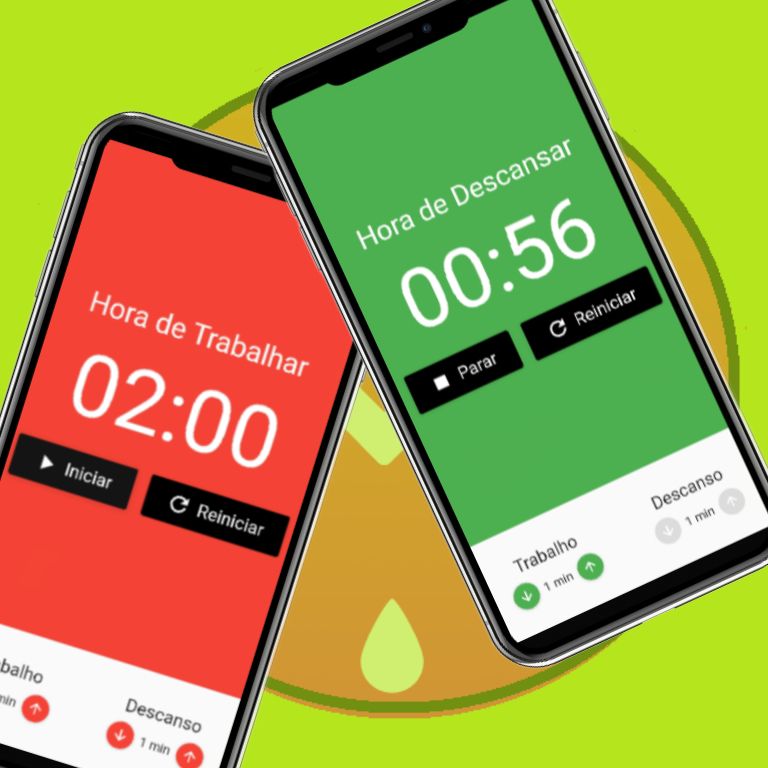 Hora de Trabalhar
02:00
Iniciar
Reiniciar
balho
min
Descanso
1 min
Hora de Descansar
00:56
Parar
Reiniciar
Trabalho
1 min
Descanso
1 min